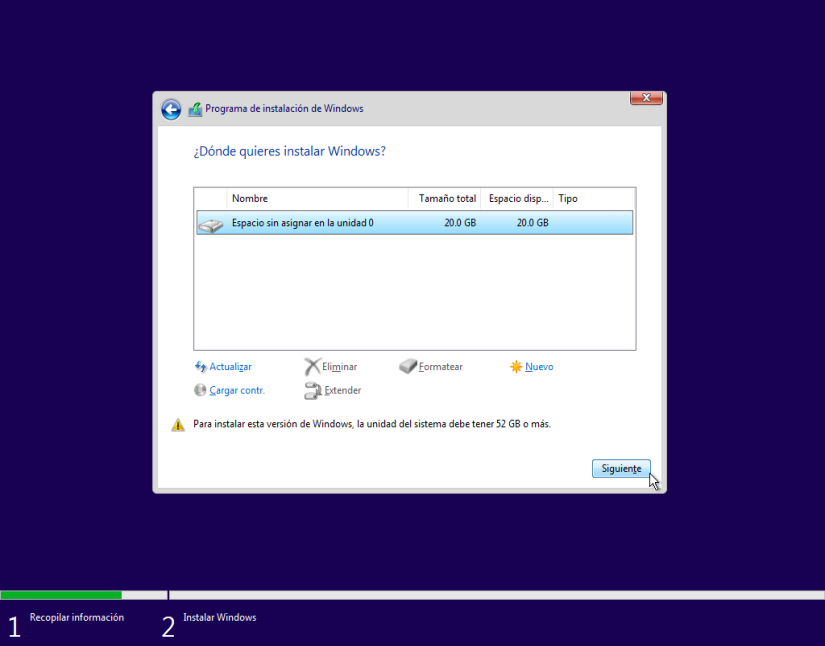 Programa de instalación de Windows
¿Dónde quieres instalar Windows?
Nombre Tamaño total Espacio disp... Tipo
Espacio sin asignar en la unidad 0 20.0 GB 20.0 GB
Actualizar Eliminar Formatear Nuevo
Cargar contr. Extender
Para instalar esta versión de Windows, la unidad del sistema debe tener 52 GB o más.
Siguiente
1 Recopilar información 2 Instalar Windows